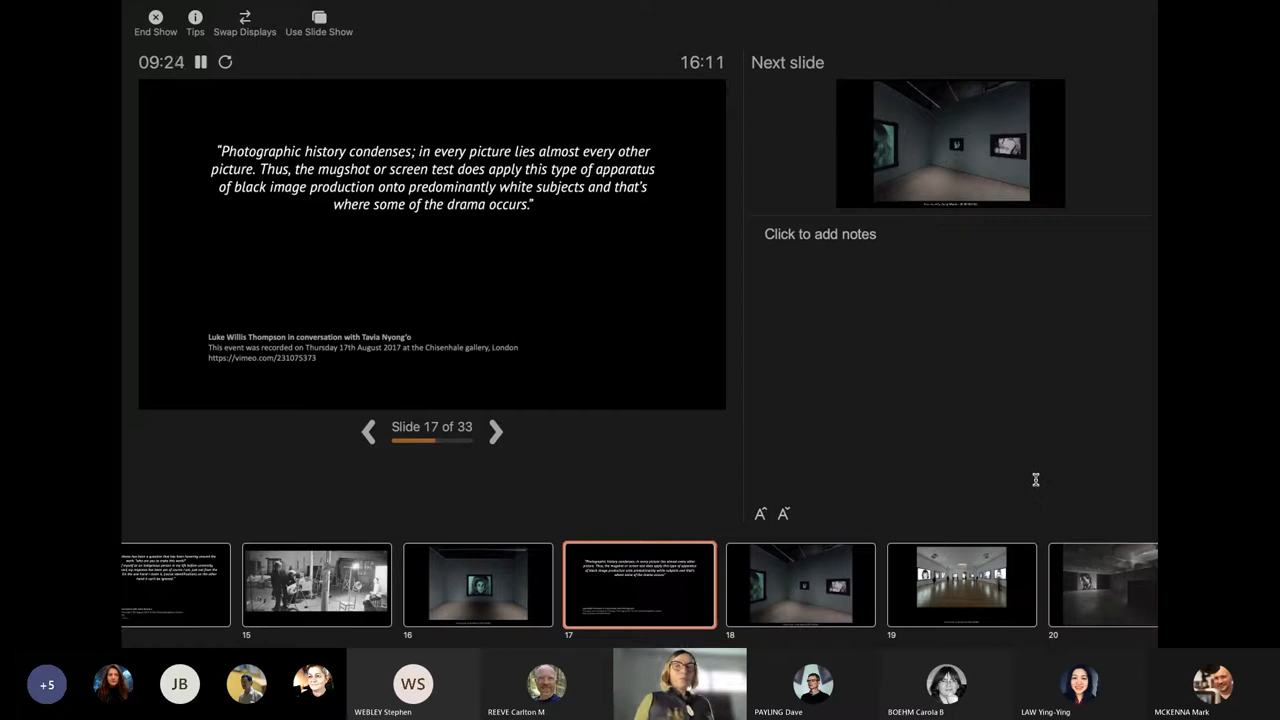 End Show
Tips
Swap Displays
Use Slide Show
09:24
16:11
Next slide
“Photographic history condenses; in every picture lies almost every other
picture. Thus, the mugshot or screen test does apply this type of apparatus
of black image production onto predominantly white subjects and that’s
where some of the drama occurs.”
Luke Willis Thompson in conversation with Tavia Nyong’o
This event was recorded on Thursday 17th August 2017 at the Chisenhale gallery, London
https://vimeo.com/231075373
Click to add notes
Slide 17 of 33
15
16
17
18
19
20
+5
JB
WS
WEBLEY Stephen
REEVE Carlton M
PAYLING Dave
BOEHM Carola B
LAW Ying-Ying
MCKENNA Mark